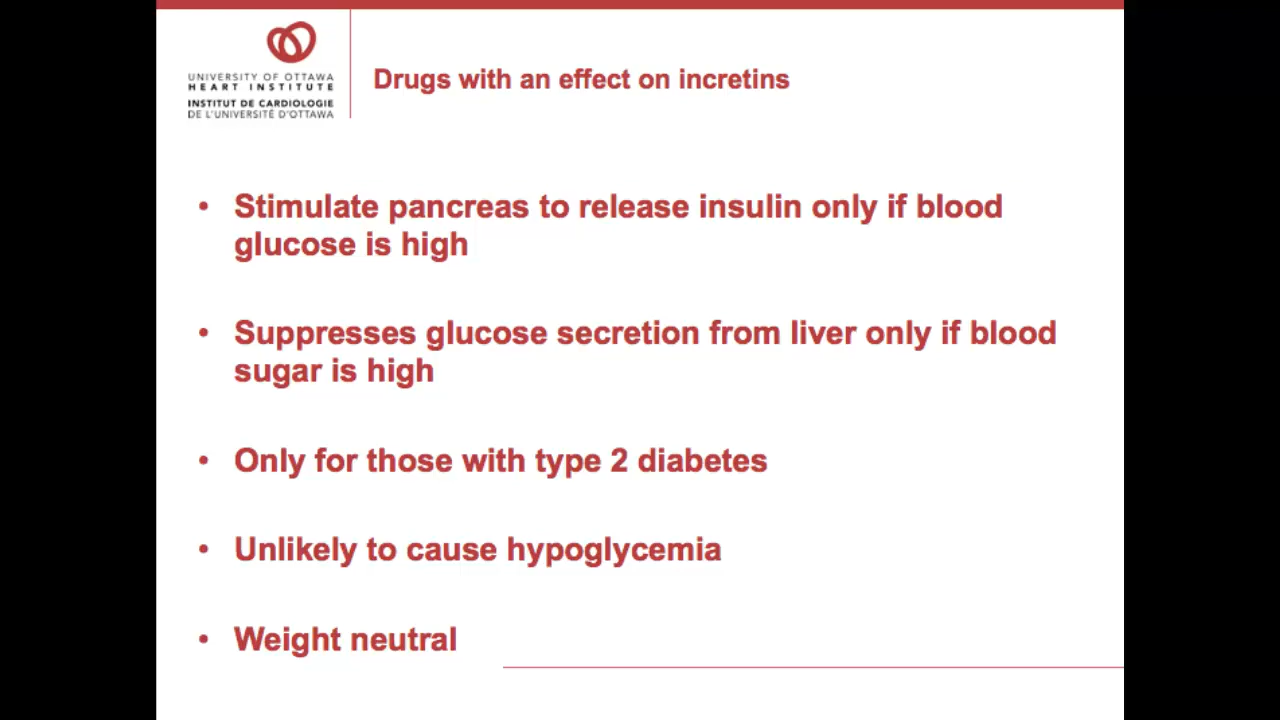 UNIVERSITY OF OTTAWA
HEART INSTITUTE
INSTITUT DE CARDIOLOGIE
DE L'UNIVERSITÉ D'OTTAWA
Drugs with an effect on incretins
• Stimulate pancreas to release insulin only if blood
glucose is high
• Suppresses glucose secretion from liver only if blood
sugar is high
• Only for those with type 2 diabetes
• Unlikely to cause hypoglycemia
• Weight neutral